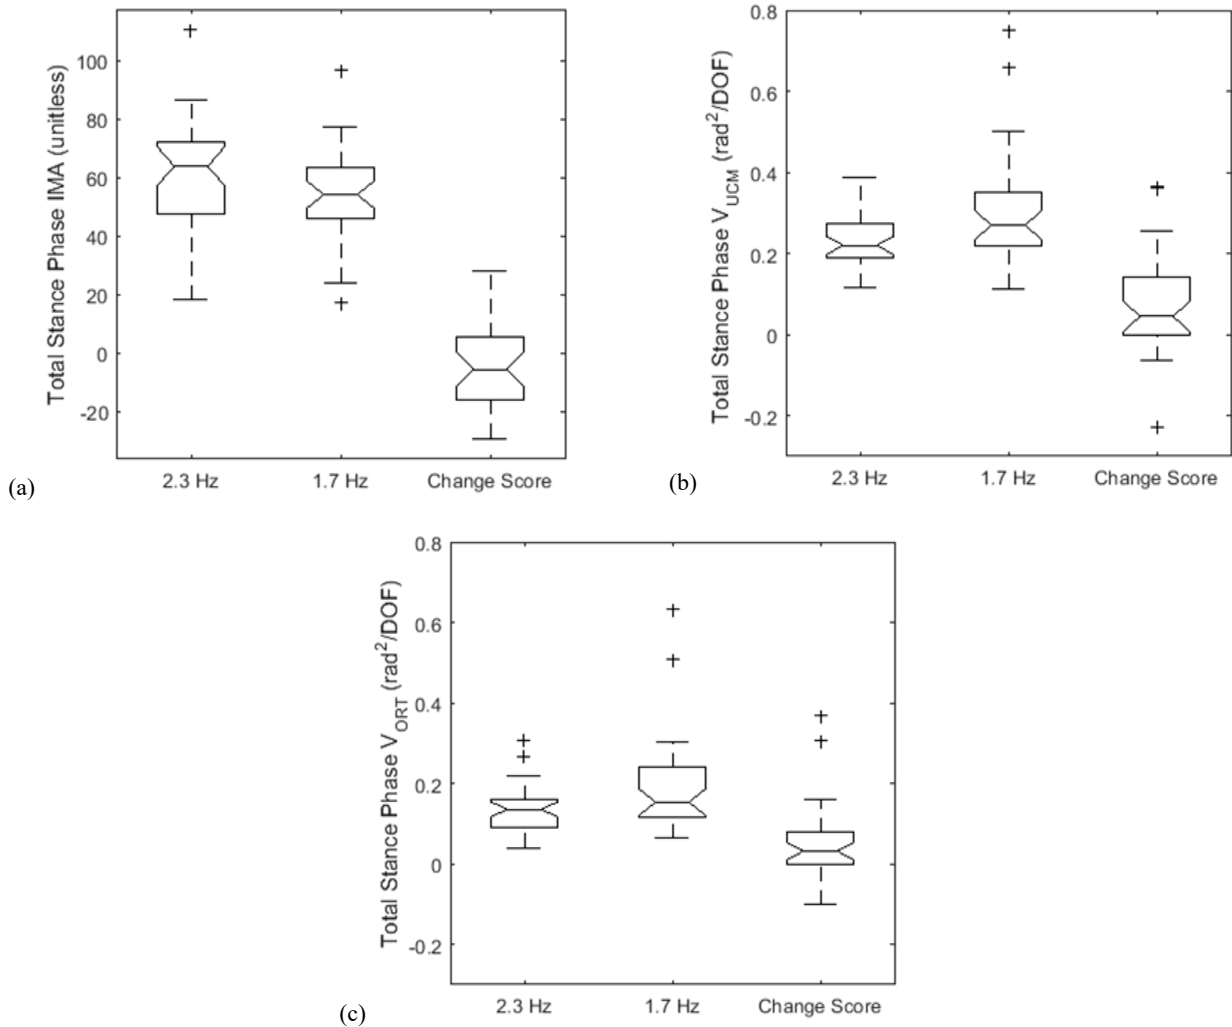 Total Stance Phase IMA (unitless)
100
80
60
40
20
0
-20
2.3 Hz 1.7 Hz Change Score
(a)
Total Stance Phase V_UCM (rad²/DOF)
0.8
0.6
0.4
0.2
0
-0.2
2.3 Hz 1.7 Hz Change Score
(b)
Total Stance Phase V_ORT (rad²/DOF)
0.8
0.6
0.4
0.2
0
-0.2
2.3 Hz 1.7 Hz Change Score
(c)